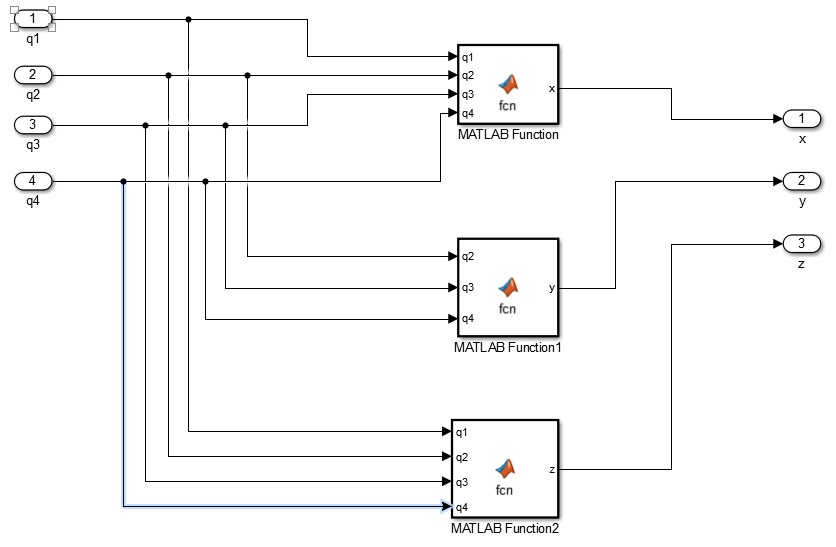 1
q1
2
q2
3
q3
4
q4
q1
q2
q3
q4
x
fcn
MATLAB Function
1
x
2
y
3
z
q2
q3
q4
y
fcn
MATLAB Function1
q1
q2
q3
q4
z
fcn
MATLAB Function2